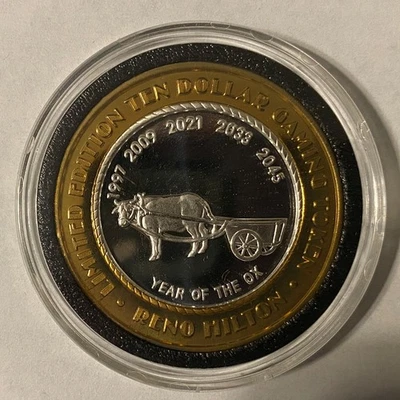 LIMITED EDITION TEN DOLLAR GAMING TOKEN
1997 2009 2021 2033 2045
YEAR OF THE OX
• RENO HILTON •